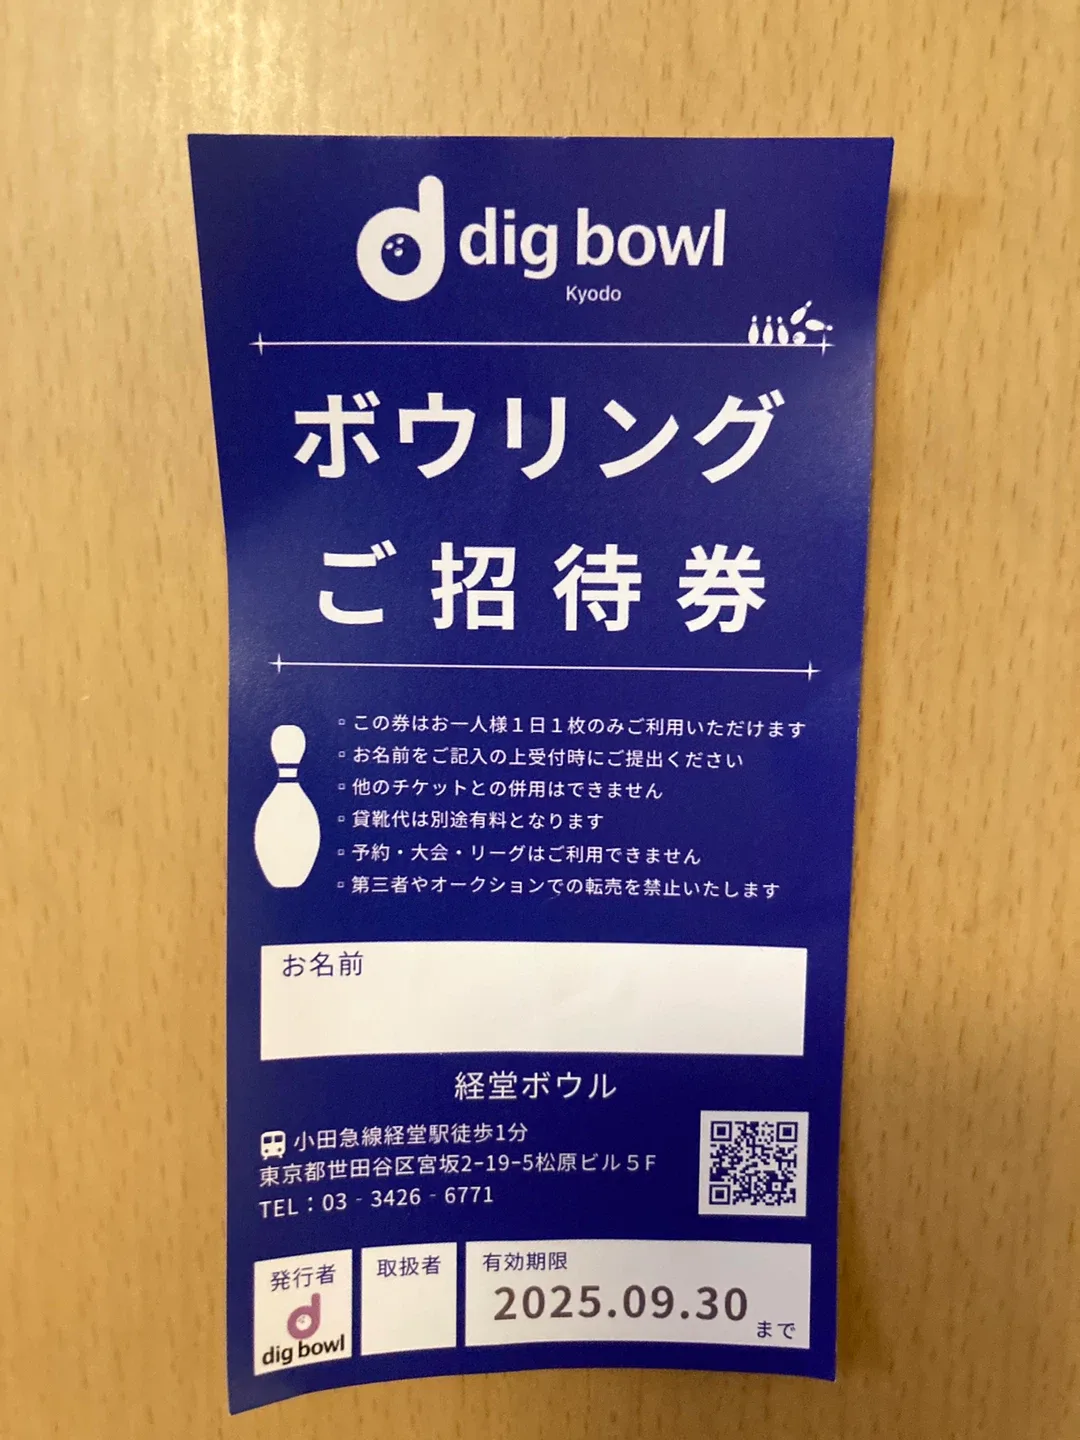 dig bowl
Kyodo
ボウリング
ご招待券
▫ この券はお一人様１日１枚のみご利用いただけます
▫ お名前をご記入の上受付時にご提出ください
▫ 他のチケットとの併用はできません
▫ 貸靴代は別途有料となります
▫ 予約・大会・リーグはご利用できません
▫ 第三者やオークションでの転売を禁止いたします
お名前
経堂ボウル
小田急線経堂駅徒歩1分
東京都世田谷区宮坂2-19-5松原ビル５F
TEL：03‐3426‐6771
発行者
dig bowl
取扱者
有効期限
2025.09.30
まで